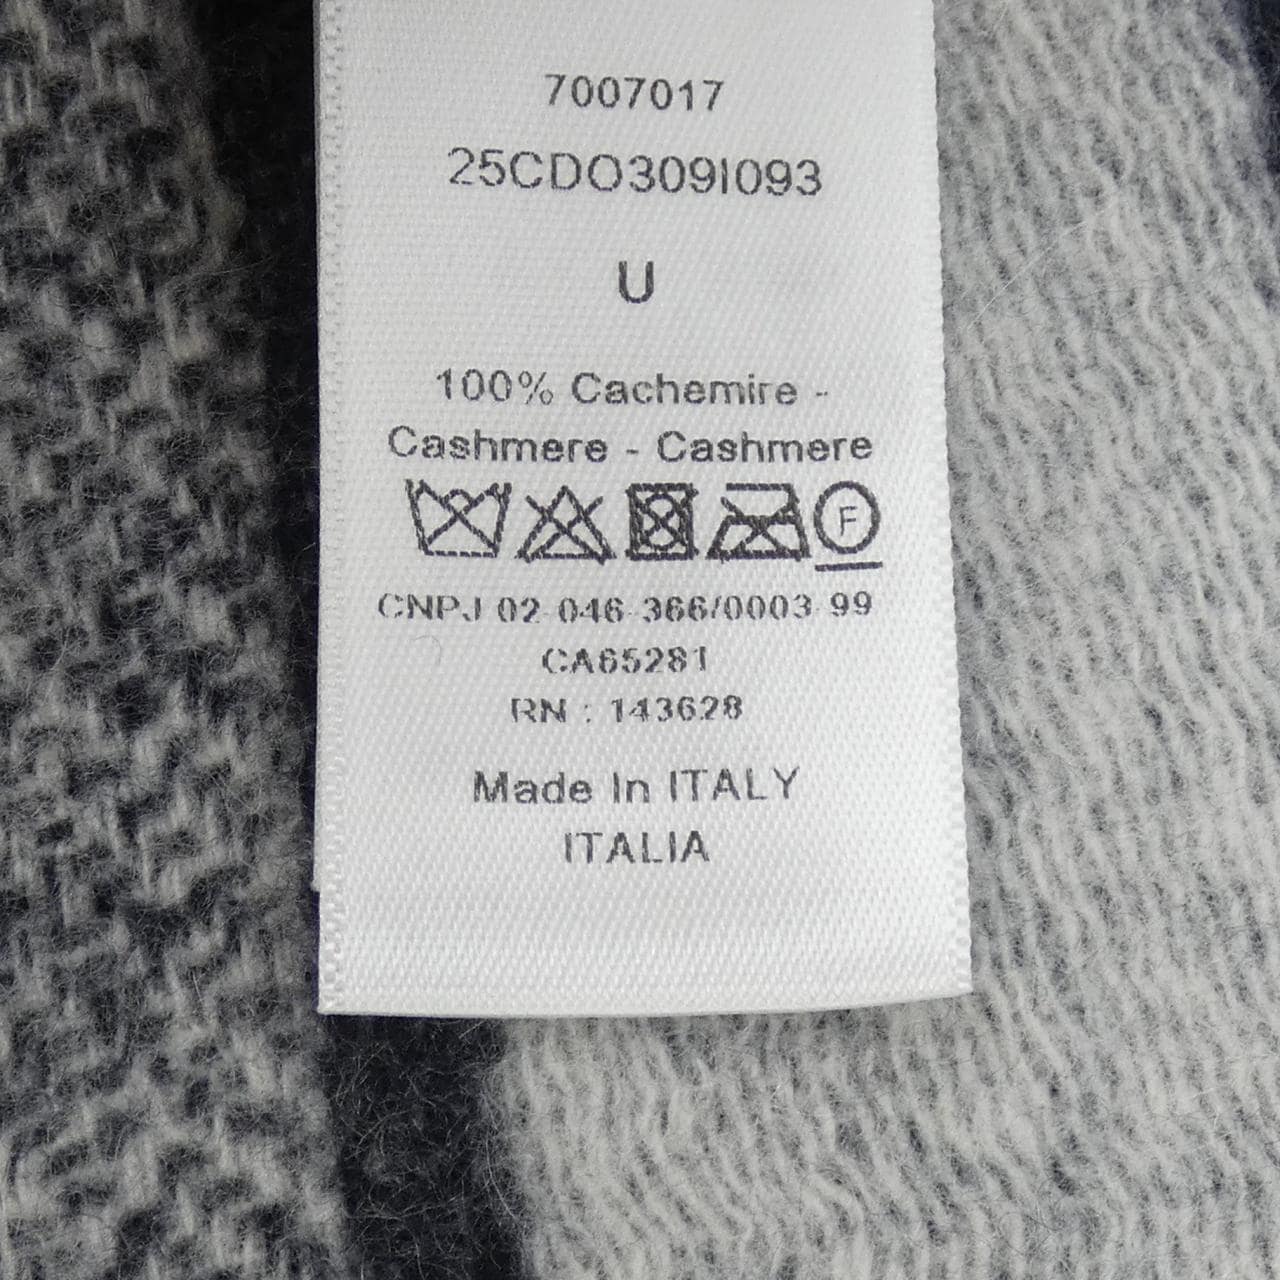 7007017
25CDO309I093
U
100% Cachemire -
Cashmere - Cashmere
F
CNPJ 02 046 366/0003 99
CA65281
RN : 143628
Made In ITALY
ITALIA